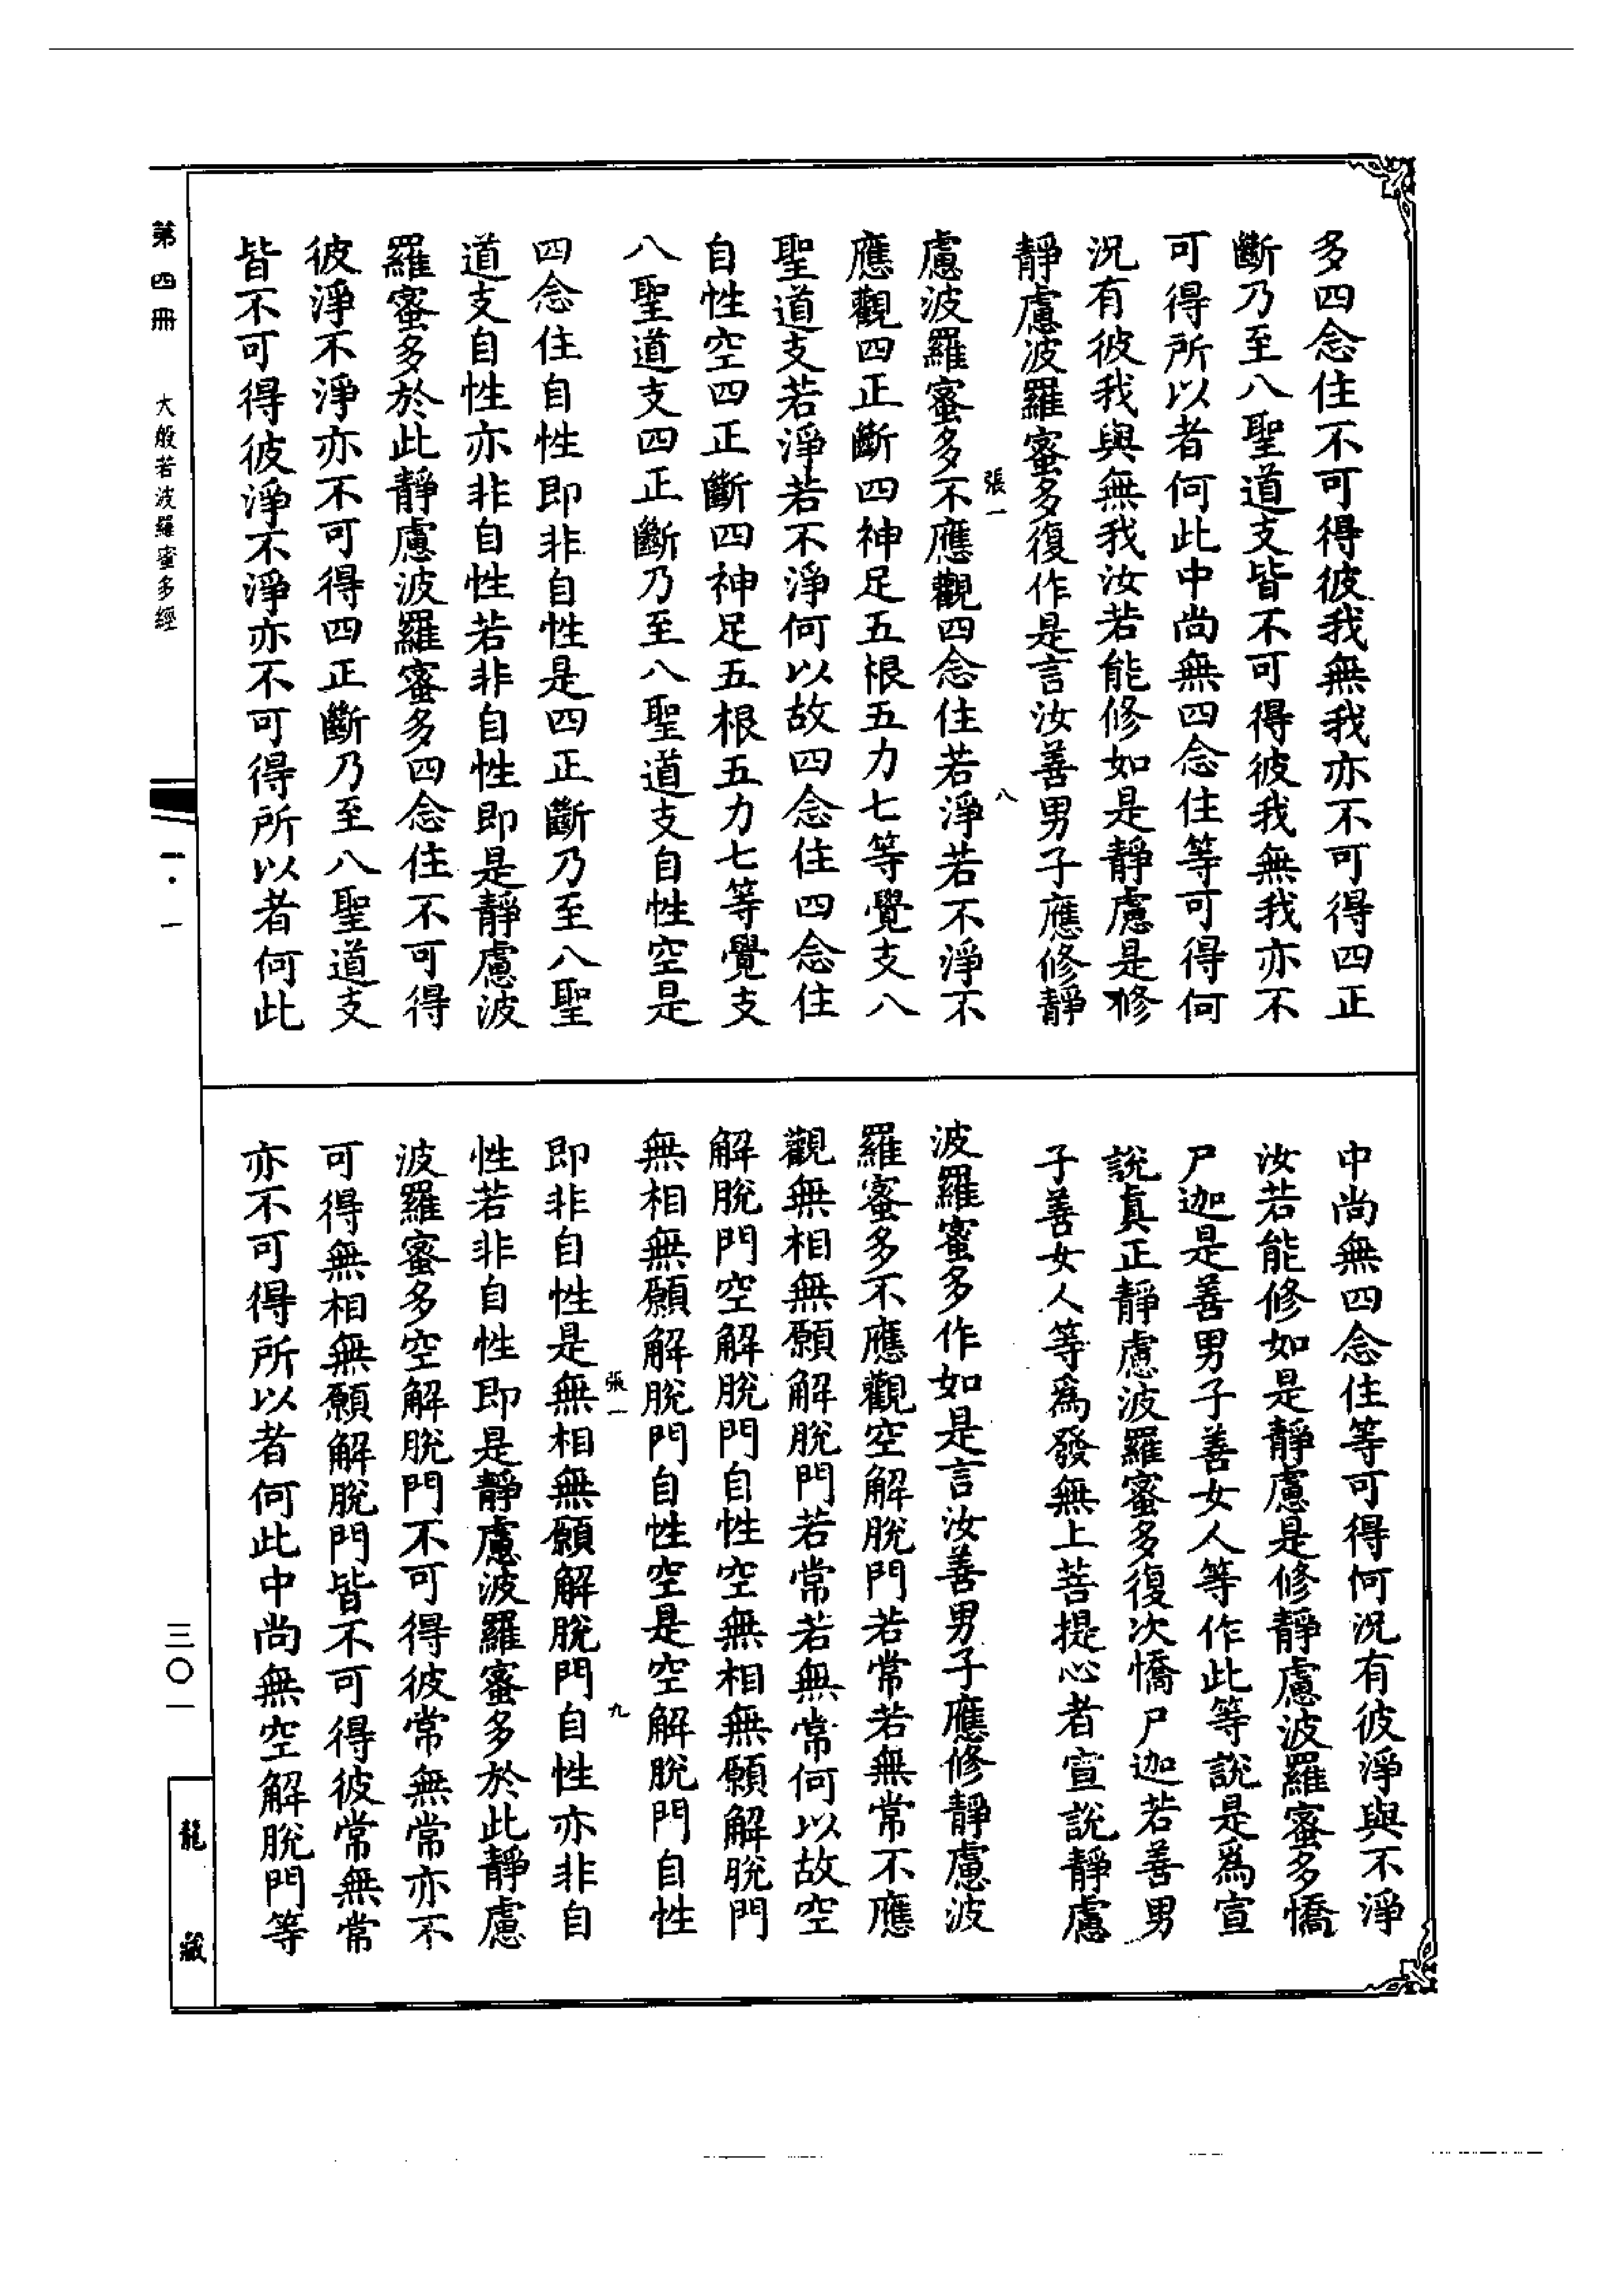 多四念住不可得彼我無我亦不可得四正
斷乃至八聖道支皆不可得彼我無我亦不
可得所以者何此中尚無四念住等可得何
況有彼我與無我汝若能修如是靜慮是修
靜慮波羅蜜多復作是言汝善男子應修靜
張一
八
慮波羅蜜多不應觀四念住若淨若不淨不
應觀四正斷四神足五根五力七等覺支八
聖道支若淨若不淨何以故四念住四念住
自性空四正斷四神足五根五力七等覺支
八聖道支四正斷乃至八聖道支自性空是
四念住自性即非自性是四正斷乃至八聖
道支自性亦非自性若非自性即是靜慮波
羅蜜多於此靜慮波羅蜜多四念住不可得
彼淨不淨亦不可得四正斷乃至八聖道支
皆不可得彼淨不淨亦不可得所以者何此
中尚無四念住等可得何況有彼淨與不淨
汝若能修如是靜慮是修靜慮波羅蜜多憍
尸迦是善男子善女人等作此等說是為宣
說真正靜慮波羅蜜多復次憍尸迦若善男
子善女人等為發無上菩提心者宣說靜慮
波羅蜜多作如是言汝善男子應修靜慮波
羅蜜多不應觀空解脫門若常若無常不應
觀無相無願解脫門若常若無常何以故空
解脫門空解脫門自性空無相無願解脫門
無相無願解脫門自性空是空解脫門自性
張一
九
即非自性是無相無願解脫門自性亦非自
性若非自性即是靜慮波羅蜜多於此靜慮
波羅蜜多空解脫門不可得彼常無常亦不
可得無相無願解脫門皆不可得彼常無常
亦不可得所以者何此中尚無空解脫門等
第四冊
大般若波羅蜜多經
一·一
三〇一
龍藏